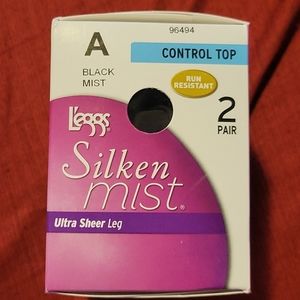 96494
A
CONTROL TOP
BLACK
MIST
RUN
RESISTANT
2
PAIR
L'eggs®
Silken
mist®
Ultra Sheer Leg